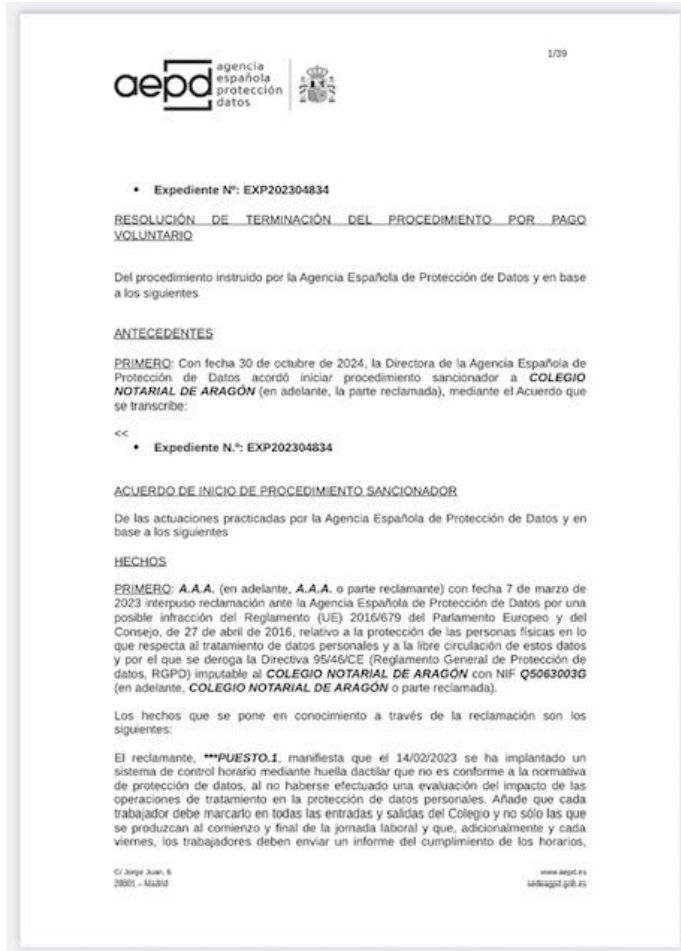 1/39
aepd
agencia
española
protección
datos
• Expediente Nº: EXP202304834
RESOLUCIÓN DE TERMINACIÓN DEL PROCEDIMIENTO POR PAGO
VOLUNTARIO
Del procedimiento instruido por la Agencia Española de Protección de Datos y en base
a los siguientes
ANTECEDENTES
PRIMERO: Con fecha 30 de octubre de 2024, la Directora de la Agencia Española de
Protección de Datos acordó iniciar procedimiento sancionador a COLEGIO
NOTARIAL DE ARAGÓN (en adelante, la parte reclamada), mediante el Acuerdo que
se transcribe:
<<
• Expediente N.º: EXP202304834
ACUERDO DE INICIO DE PROCEDIMIENTO SANCIONADOR
De las actuaciones practicadas por la Agencia Española de Protección de Datos y en
base a los siguientes
HECHOS
PRIMERO: A.A.A. (en adelante, A.A.A. o parte reclamante) con fecha 7 de marzo de
2023 interpuso reclamación ante la Agencia Española de Protección de Datos por una
posible infracción del Reglamento (UE) 2016/679 del Parlamento Europeo y del
Consejo, de 27 de abril de 2016, relativo a la protección de las personas físicas en lo
que respecta al tratamiento de datos personales y a la libre circulación de estos datos
y por el que se deroga la Directiva 95/46/CE (Reglamento General de Protección de
datos, RGPD) imputable al COLEGIO NOTARIAL DE ARAGÓN con NIF Q5063003G
(en adelante, COLEGIO NOTARIAL DE ARAGÓN o parte reclamada).
Los hechos que se pone en conocimiento a través de la reclamación son los
siguientes:
El reclamante, ***PUESTO.1, manifiesta que el 14/02/2023 se ha implantado un
sistema de control horario mediante huella dactilar que no es conforme a la normativa
de protección de datos, al no haberse efectuado una evaluación del impacto de las
operaciones de tratamiento en la protección de datos personales. Añade que cada
trabajador debe marcarlo en todas las entradas y salidas del Colegio y no sólo las que
se produzcan al comienzo y final de la jornada laboral y que, adicionalmente y cada
viernes, los trabajadores deben enviar un informe del cumplimiento de los horarios,
C/ Jorge Juan, 6
28001 – Madrid
www.aepd.es
sedeagpd.gob.es